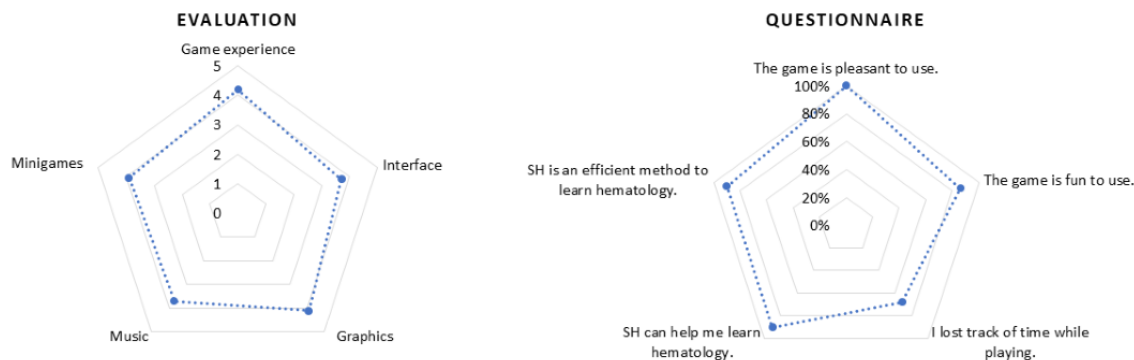 EVALUATION
Game experience
5
4
3
2
1
0
Interface
Graphics
Music
Minigames
QUESTIONNAIRE
The game is pleasant to use.
100%
80%
60%
40%
20%
0%
The game is fun to use.
I lost track of time while
playing.
SH can help me learn
hematology.
SH is an efficient method to
learn hematology.